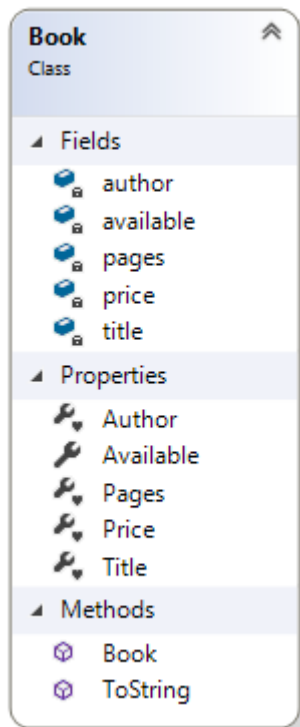 Book
Class
Fields
author
available
pages
price
title
Properties
Author
Available
Pages
Price
Title
Methods
Book
ToString